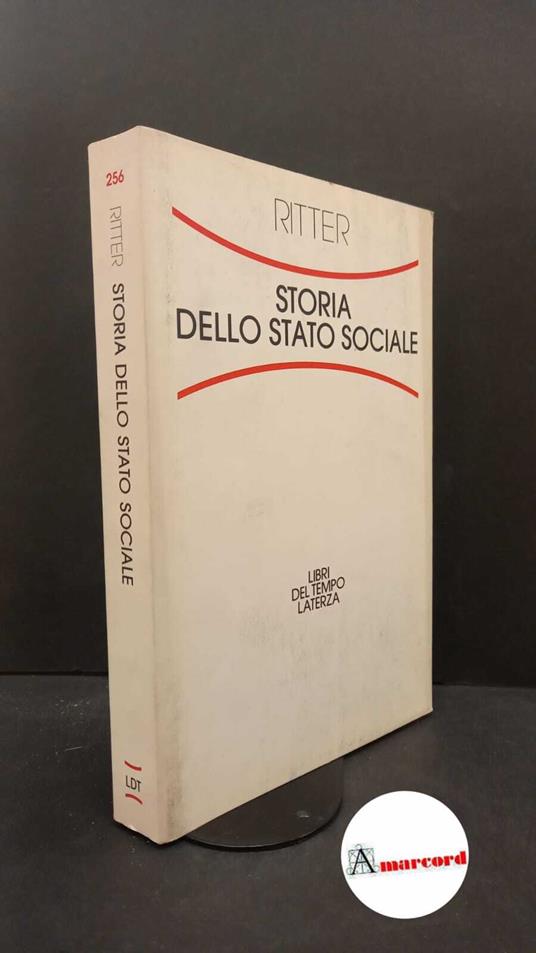 256
RITTER
STORIA DELLO STATO SOCIALE
LDT
RITTER
STORIA
DELLO STATO SOCIALE
LIBRI
DEL TEMPO
LATERZA
Amarcord